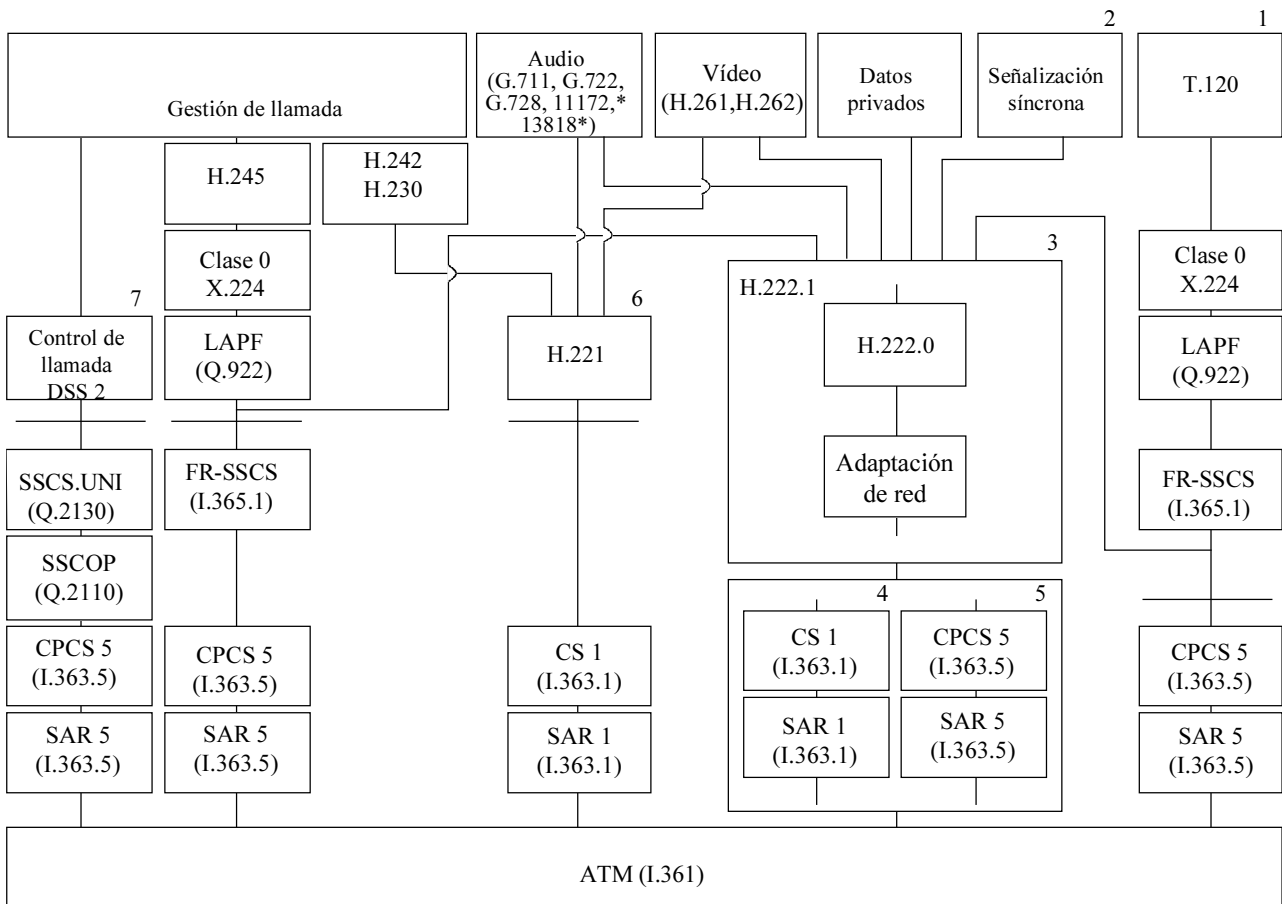 2
1
Gestión de llamada
Audio
(G.711, G.722,
G.728, 11172,*
13818*)
Vídeo
(H.261,H.262)
Datos
privados
Señalización
síncrona
T.120
H.245
H.242
H.230
Clase 0
X.224
LAPF
(Q.922)
7
Control de
llamada
DSS 2
6
H.221
3
H.222.1
H.222.0
Adaptación
de red
Clase 0
X.224
LAPF
(Q.922)
SSCS.UNI
(Q.2130)
FR-SSCS
(I.365.1)
FR-SSCS
(I.365.1)
SSCOP
(Q.2110)
4
5
CPCS 5
(I.363.5)
CPCS 5
(I.363.5)
CS 1
(I.363.1)
CS 1
(I.363.1)
CPCS 5
(I.363.5)
CPCS 5
(I.363.5)
SAR 5
(I.363.5)
SAR 5
(I.363.5)
SAR 1
(I.363.1)
SAR 1
(I.363.1)
SAR 5
(I.363.5)
SAR 5
(I.363.5)
ATM (I.361)